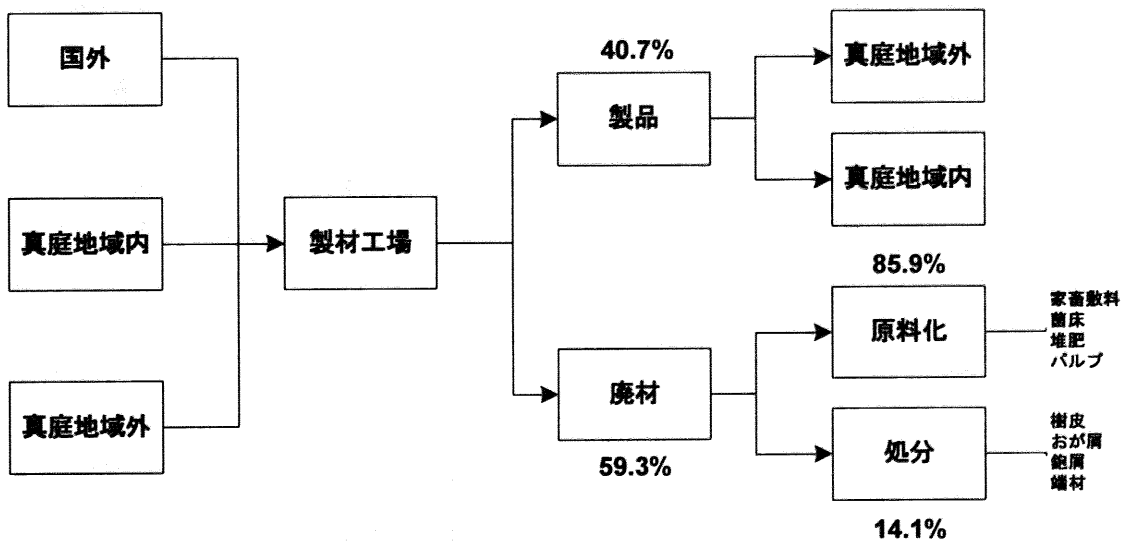 国外
真庭地域内
真庭地域外
製材工場
40.7%
製品
廃材
59.3%
真庭地域外
真庭地域内
85.9%
原料化
家畜敷料
菌床
堆肥
パルプ
処分
樹皮
おが屑
鉋屑
端材
14.1%